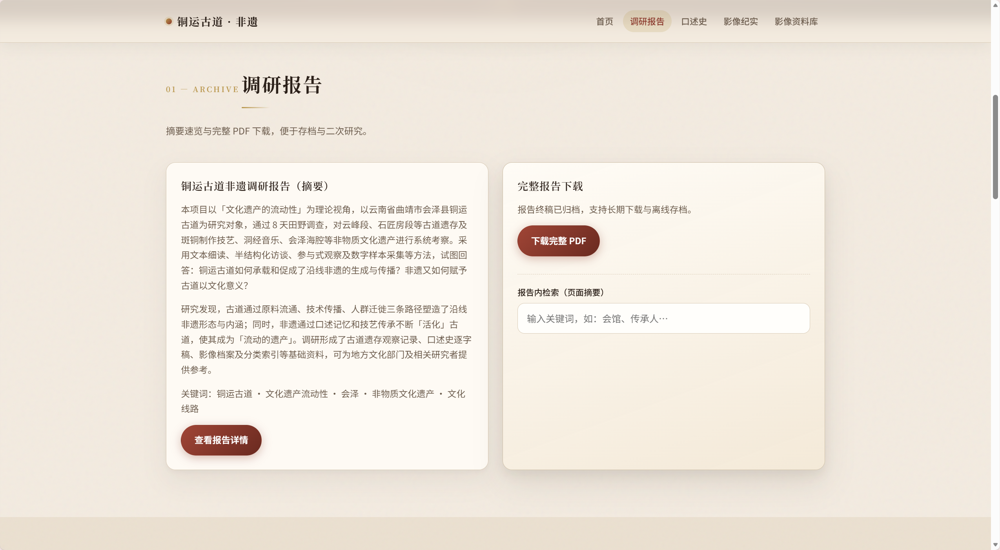 铜运古道 · 非遗
首页 调研报告 口述史 影像纪实 影像资料库
01 — ARCHIVE 调研报告
摘要速览与完整 PDF 下载，便于存档与二次研究。
铜运古道非遗调研报告（摘要）
本项目以「文化遗产的流动性」为理论视角，以云南省曲靖市会泽县铜运
古道为研究对象，通过 8 天田野调查，对云峰段、石匠房段等古道遗存及
斑铜制作技艺、洞经音乐、会泽海腔等非物质文化遗产进行系统考察。采
用文本细读、半结构化访谈、参与式观察及数字样本采集等方法，试图回
答：铜运古道如何承载和促成了沿线非遗的生成与传播？非遗又如何赋予
古道以文化意义？
研究发现，古道通过原料流通、技术传播、人群迁徙三条路径塑造了沿线
非遗形态与内涵；同时，非遗通过口述记忆和技艺传承不断「活化」古
道，使其成为「流动的遗产」。调研形成了古道遗存观察记录、口述史逐字
稿、影像档案及分类索引等基础资料，可为地方文化部门及相关研究者提
供参考。
关键词：铜运古道 · 文化遗产流动性 · 会泽 · 非物质文化遗产 · 文化
线路
查看报告详情
完整报告下载
报告终稿已归档，支持长期下载与离线存档。
下载完整 PDF
报告内检索（页面摘要）
输入关键词，如：会馆、传承人…